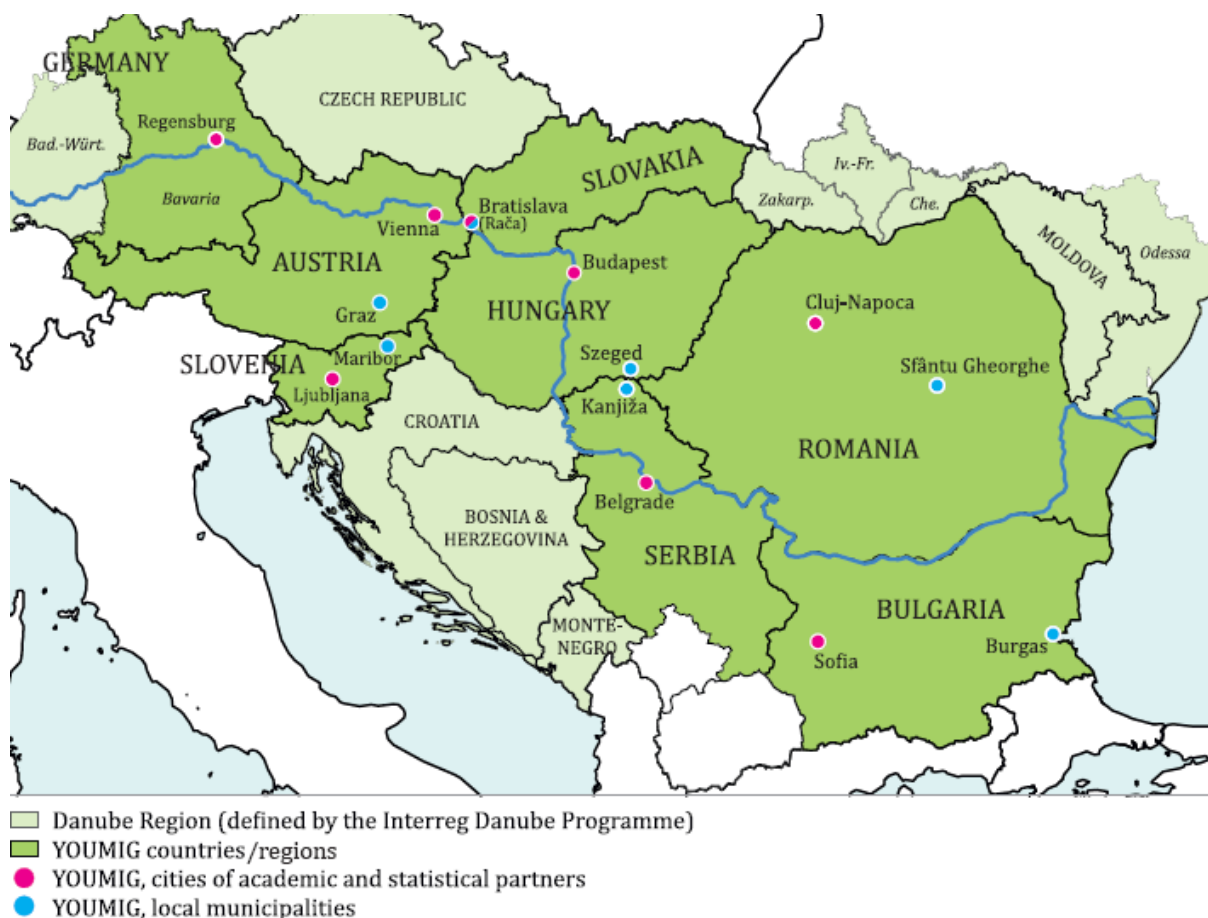 GERMANY
CZECH REPUBLIC
Regensburg
Bad.-Würt.
Bavaria
SLOVAKIA
Iv.-Fr.
Zakarp.
Che.
Vienna
Bratislava
(Rača)
MOLDOVA
Odessa
AUSTRIA
Budapest
Graz
HUNGARY
Cluj-Napoca
SLOVENIA
Maribor
Szeged
Sfântu Gheorghe
Ljubljana
Kanjiža
CROATIA
ROMANIA
Belgrade
BOSNIA &
HERZEGOVINA
SERBIA
BULGARIA
MONTE-
NEGRO
Sofia
Burgas
Danube Region (defined by the Interreg Danube Programme)
YOUMIG countries/regions
YOUMIG, cities of academic and statistical partners
YOUMIG, local municipalities